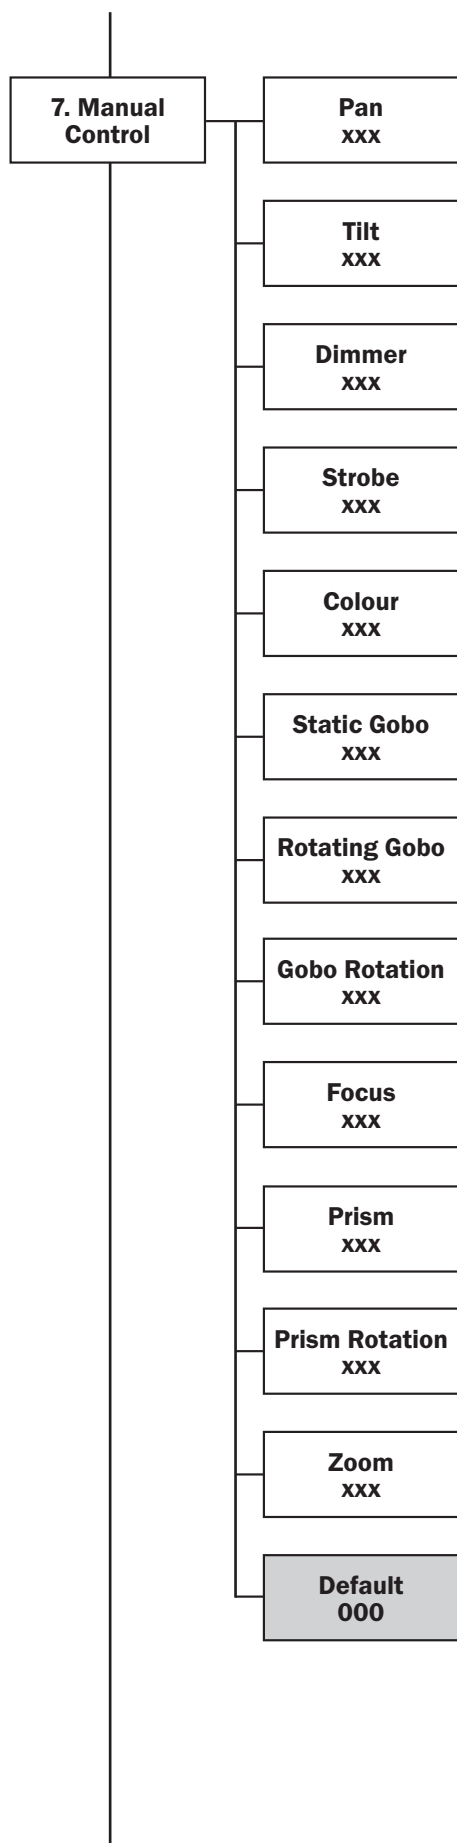 7. Manual
Control
Pan
xxx
Tilt
xxx
Dimmer
xxx
Strobe
xxx
Colour
xxx
Static Gobo
xxx
Rotating Gobo
xxx
Gobo Rotation
xxx
Focus
xxx
Prism
xxx
Prism Rotation
xxx
Zoom
xxx
Default
000